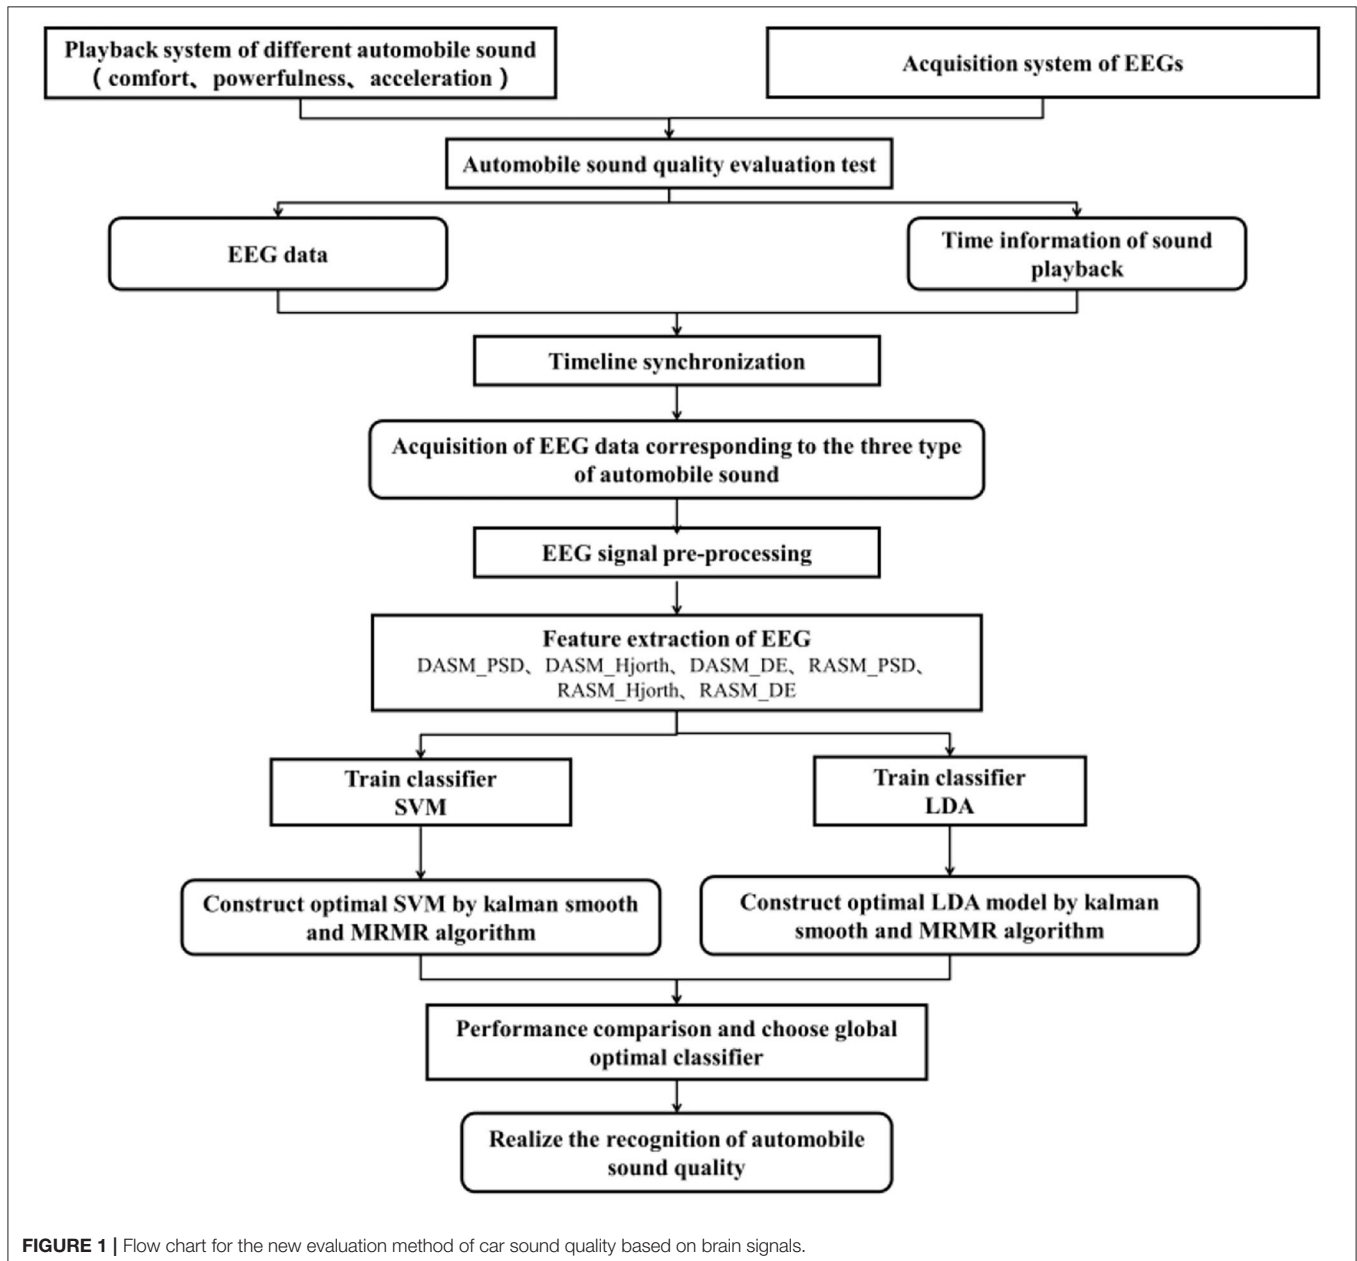 Playback system of different automobile sound
( comfort、powerfulness、acceleration )
Acquisition system of EEGs
Automobile sound quality evaluation test
EEG data
Time information of sound
playback
Timeline synchronization
Acquisition of EEG data corresponding to the three type
of automobile sound
EEG signal pre-processing
Feature extraction of EEG
DASM_PSD、DASM_Hjorth、DASM_DE、RASM_PSD、
RASM_Hjorth、RASM_DE
Train classifier
SVM
Train classifier
LDA
Construct optimal SVM by kalman smooth
and MRMR algorithm
Construct optimal LDA model by kalman
smooth and MRMR algorithm
Performance comparison and choose global
optimal classifier
Realize the recognition of automobile
sound quality
FIGURE 1 | Flow chart for the new evaluation method of car sound quality based on brain signals.